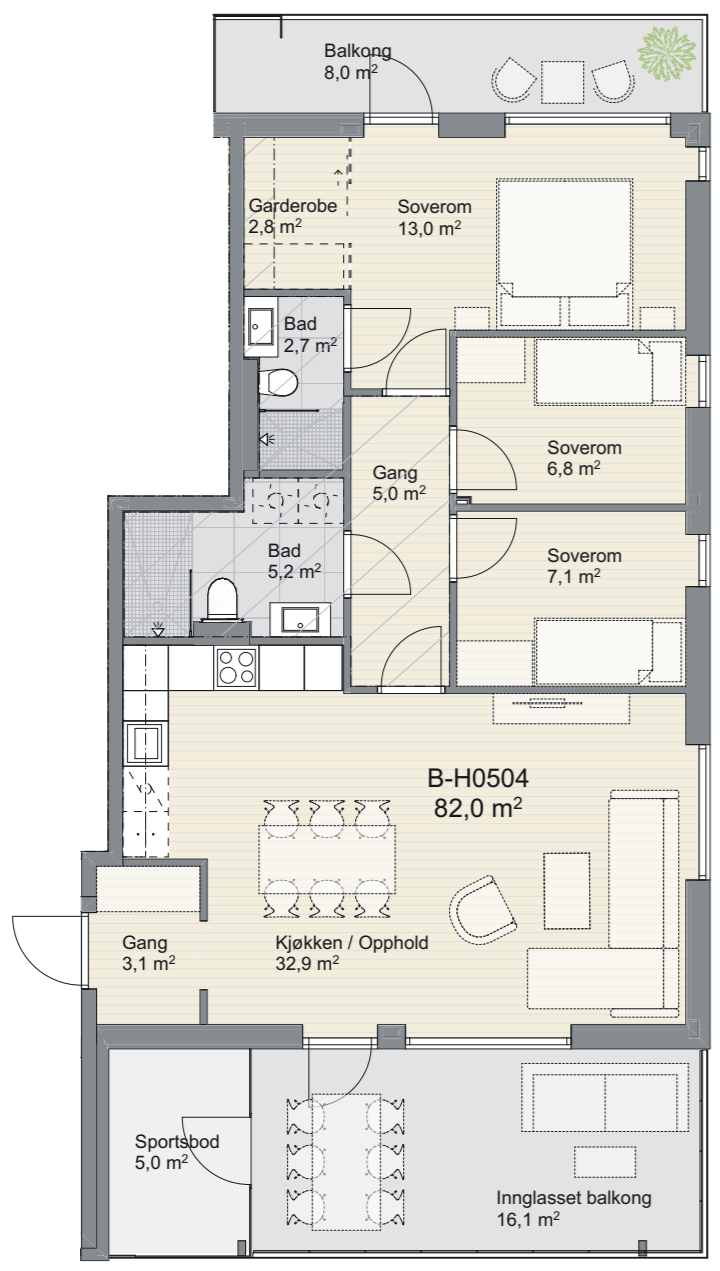 Balkong
8,0 m²
Garderobe
2,8 m²
Soverom
13,0 m²
Bad
2,7 m²
Soverom
6,8 m²
Gang
5,0 m²
Bad
5,2 m²
Soverom
7,1 m²
B-H0504
82,0 m²
Gang
3,1 m²
Kjøkken / Opphold
32,9 m²
Sportsbod
5,0 m²
Innglasset balkong
16,1 m²